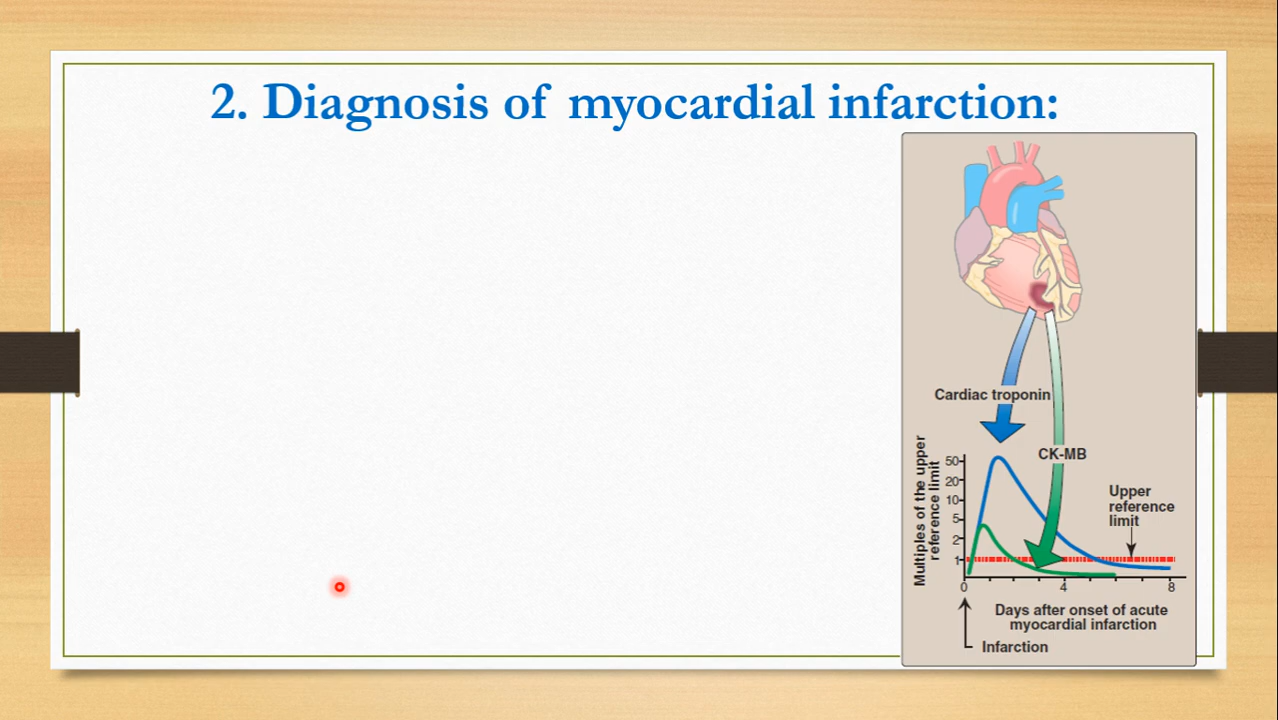 2. Diagnosis of myocardial infarction:
Cardiac troponin
CK-MB
Multiples of the upper
reference limit
50
20
10
5
2
1
Upper
reference
limit
0
4
8
Days after onset of acute
myocardial infarction
Infarction